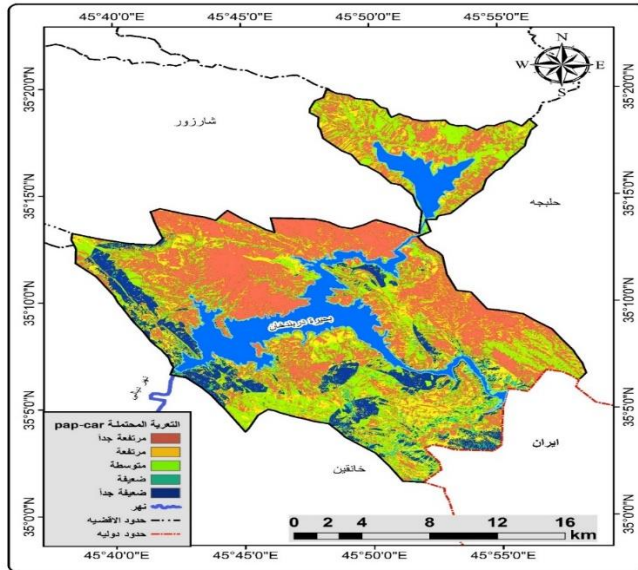 45°40'0"E 45°45'0"E 45°50'0"E 45°55'0"E
N
W E
S
35°20'0"N 35°20'0"N
شارزور
حلبجه
35°15'0"N 35°15'0"N
35°10'0"N 35°10'0"N
بحيرة دربندخان
35°5'0"N 35°5'0"N
ايران
خانقين
التعرية المحتملة pap-car
مرتفعة جداً
مرتفعة
متوسطة
ضعيفة
ضعيفة جداً
نهر
حدود الاقضيه
حدود دوليه
35°0'0"N 35°0'0"N
0 2 4 8 12 16
km
45°40'0"E 45°45'0"E 45°50'0"E 45°55'0"E